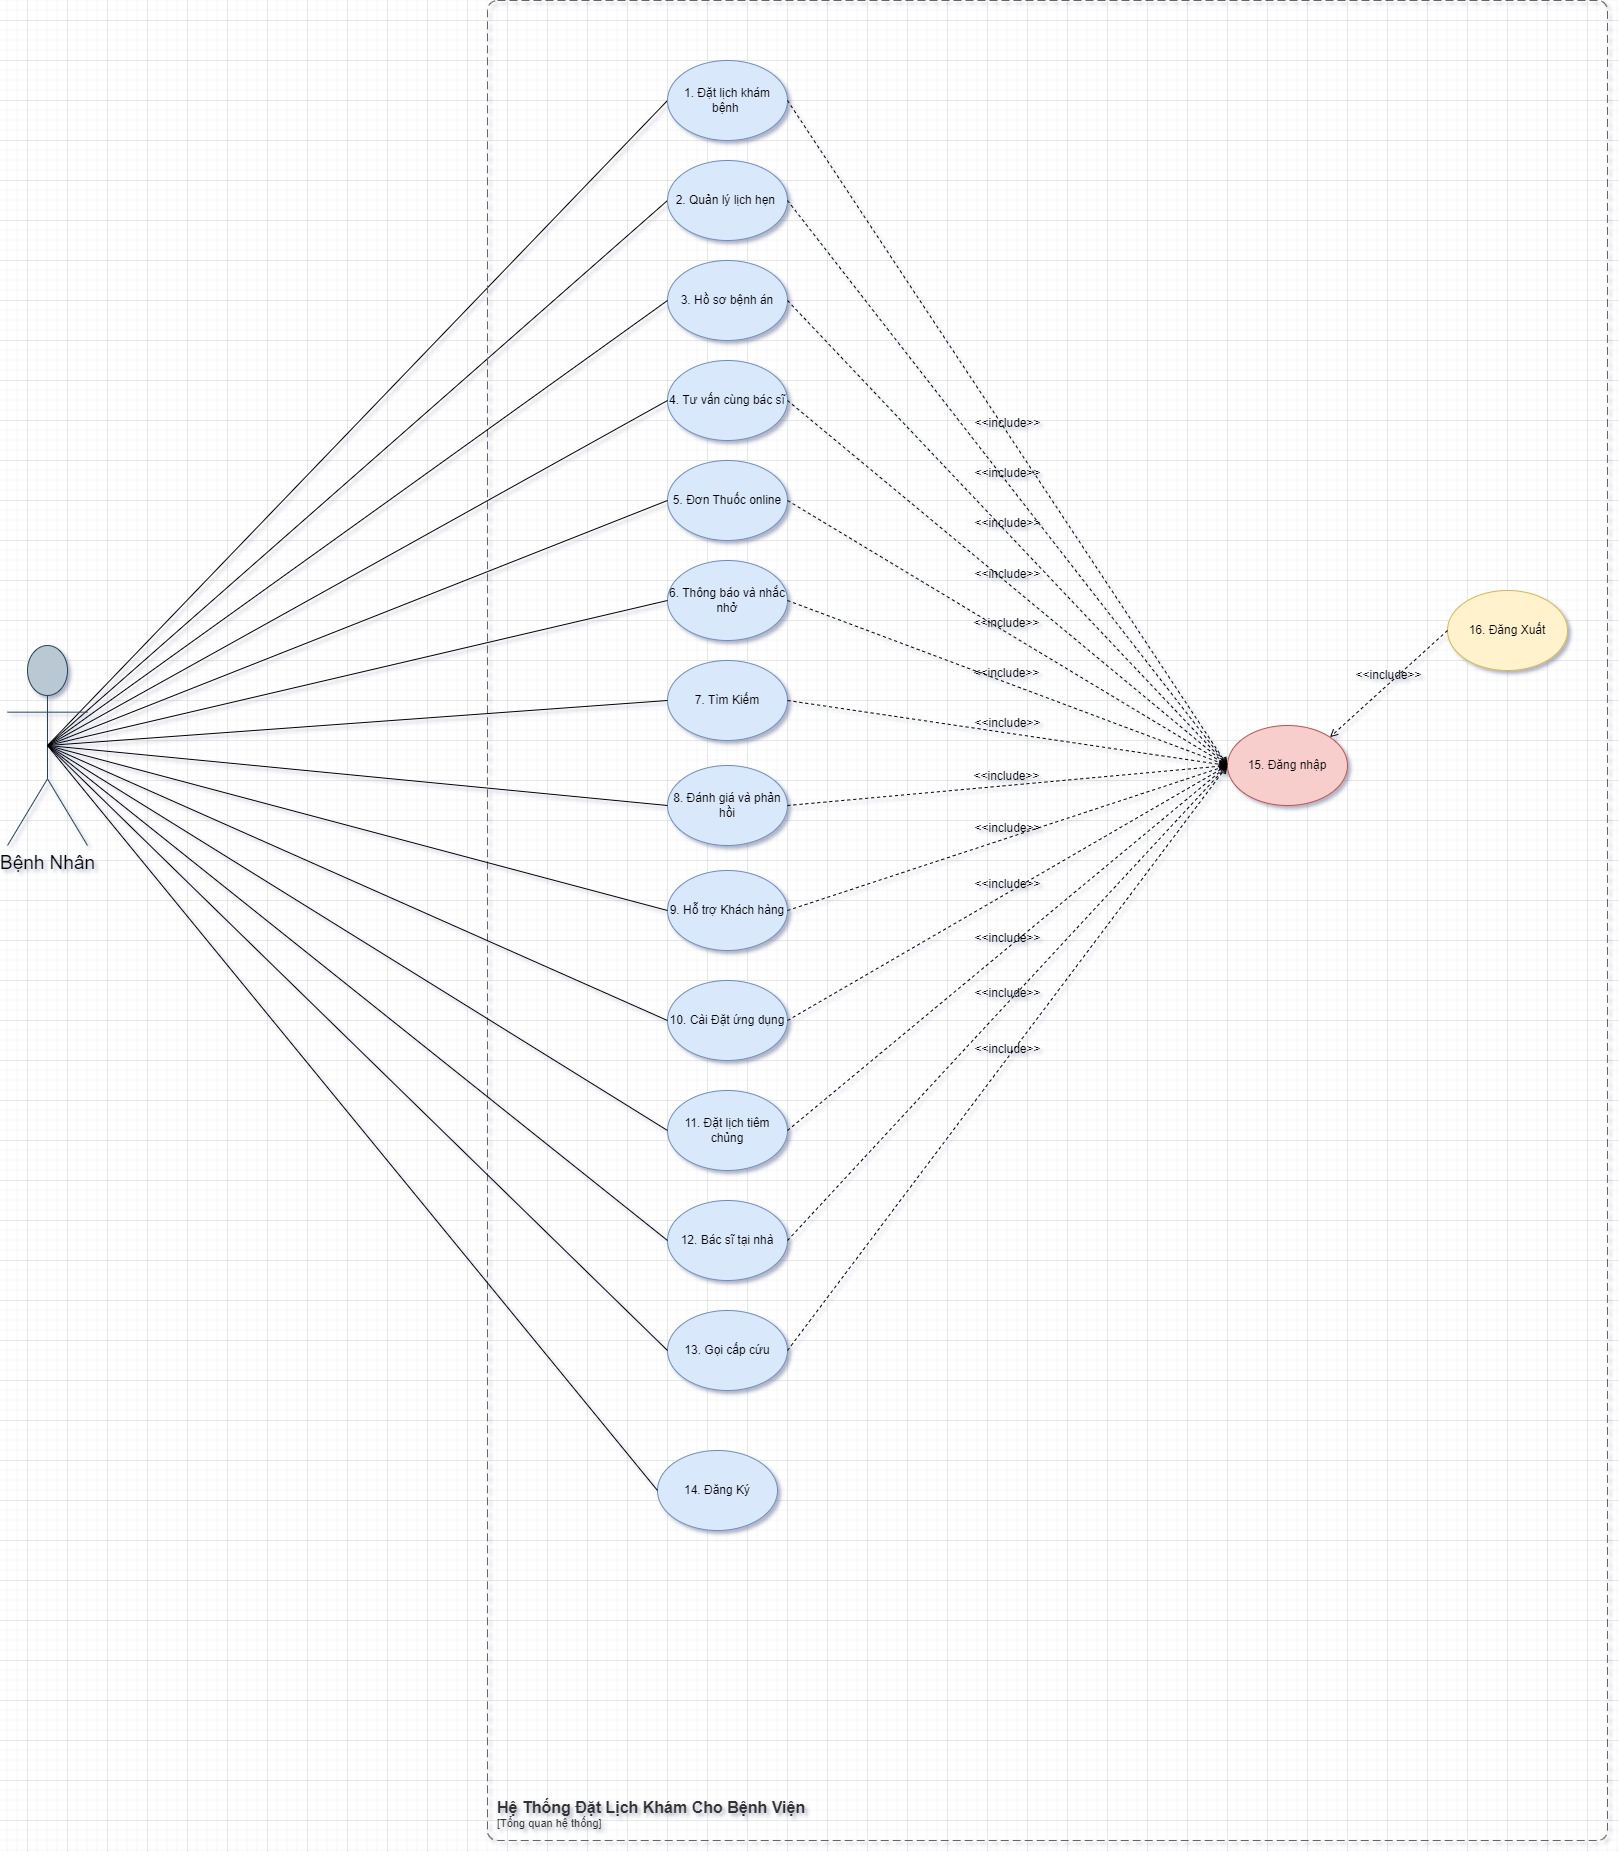 1. Đặt lịch khám
bệnh
2. Quản lý lịch hẹn
3. Hồ sơ bệnh án
4. Tư vấn cùng bác sĩ
<<include>>
<<include>>
5. Đơn Thuốc online
<<include>>
<<include>>
6. Thông báo và nhắc
nhở
<<include>>
16. Đăng Xuất
<<include>>
<<include>>
7. Tìm Kiếm
<<include>>
15. Đăng nhập
<<include>>
8. Đánh giá và phản
hồi
<<include>>
Bệnh Nhân
<<include>>
9. Hỗ trợ Khách hàng
<<include>>
<<include>>
10. Cài Đặt ứng dụng
<<include>>
11. Đặt lịch tiêm
chủng
12. Bác sĩ tại nhà
13. Gọi cấp cứu
14. Đăng Ký
Hệ Thống Đặt Lịch Khám Cho Bệnh Viện
[Tổng quan hệ thống]